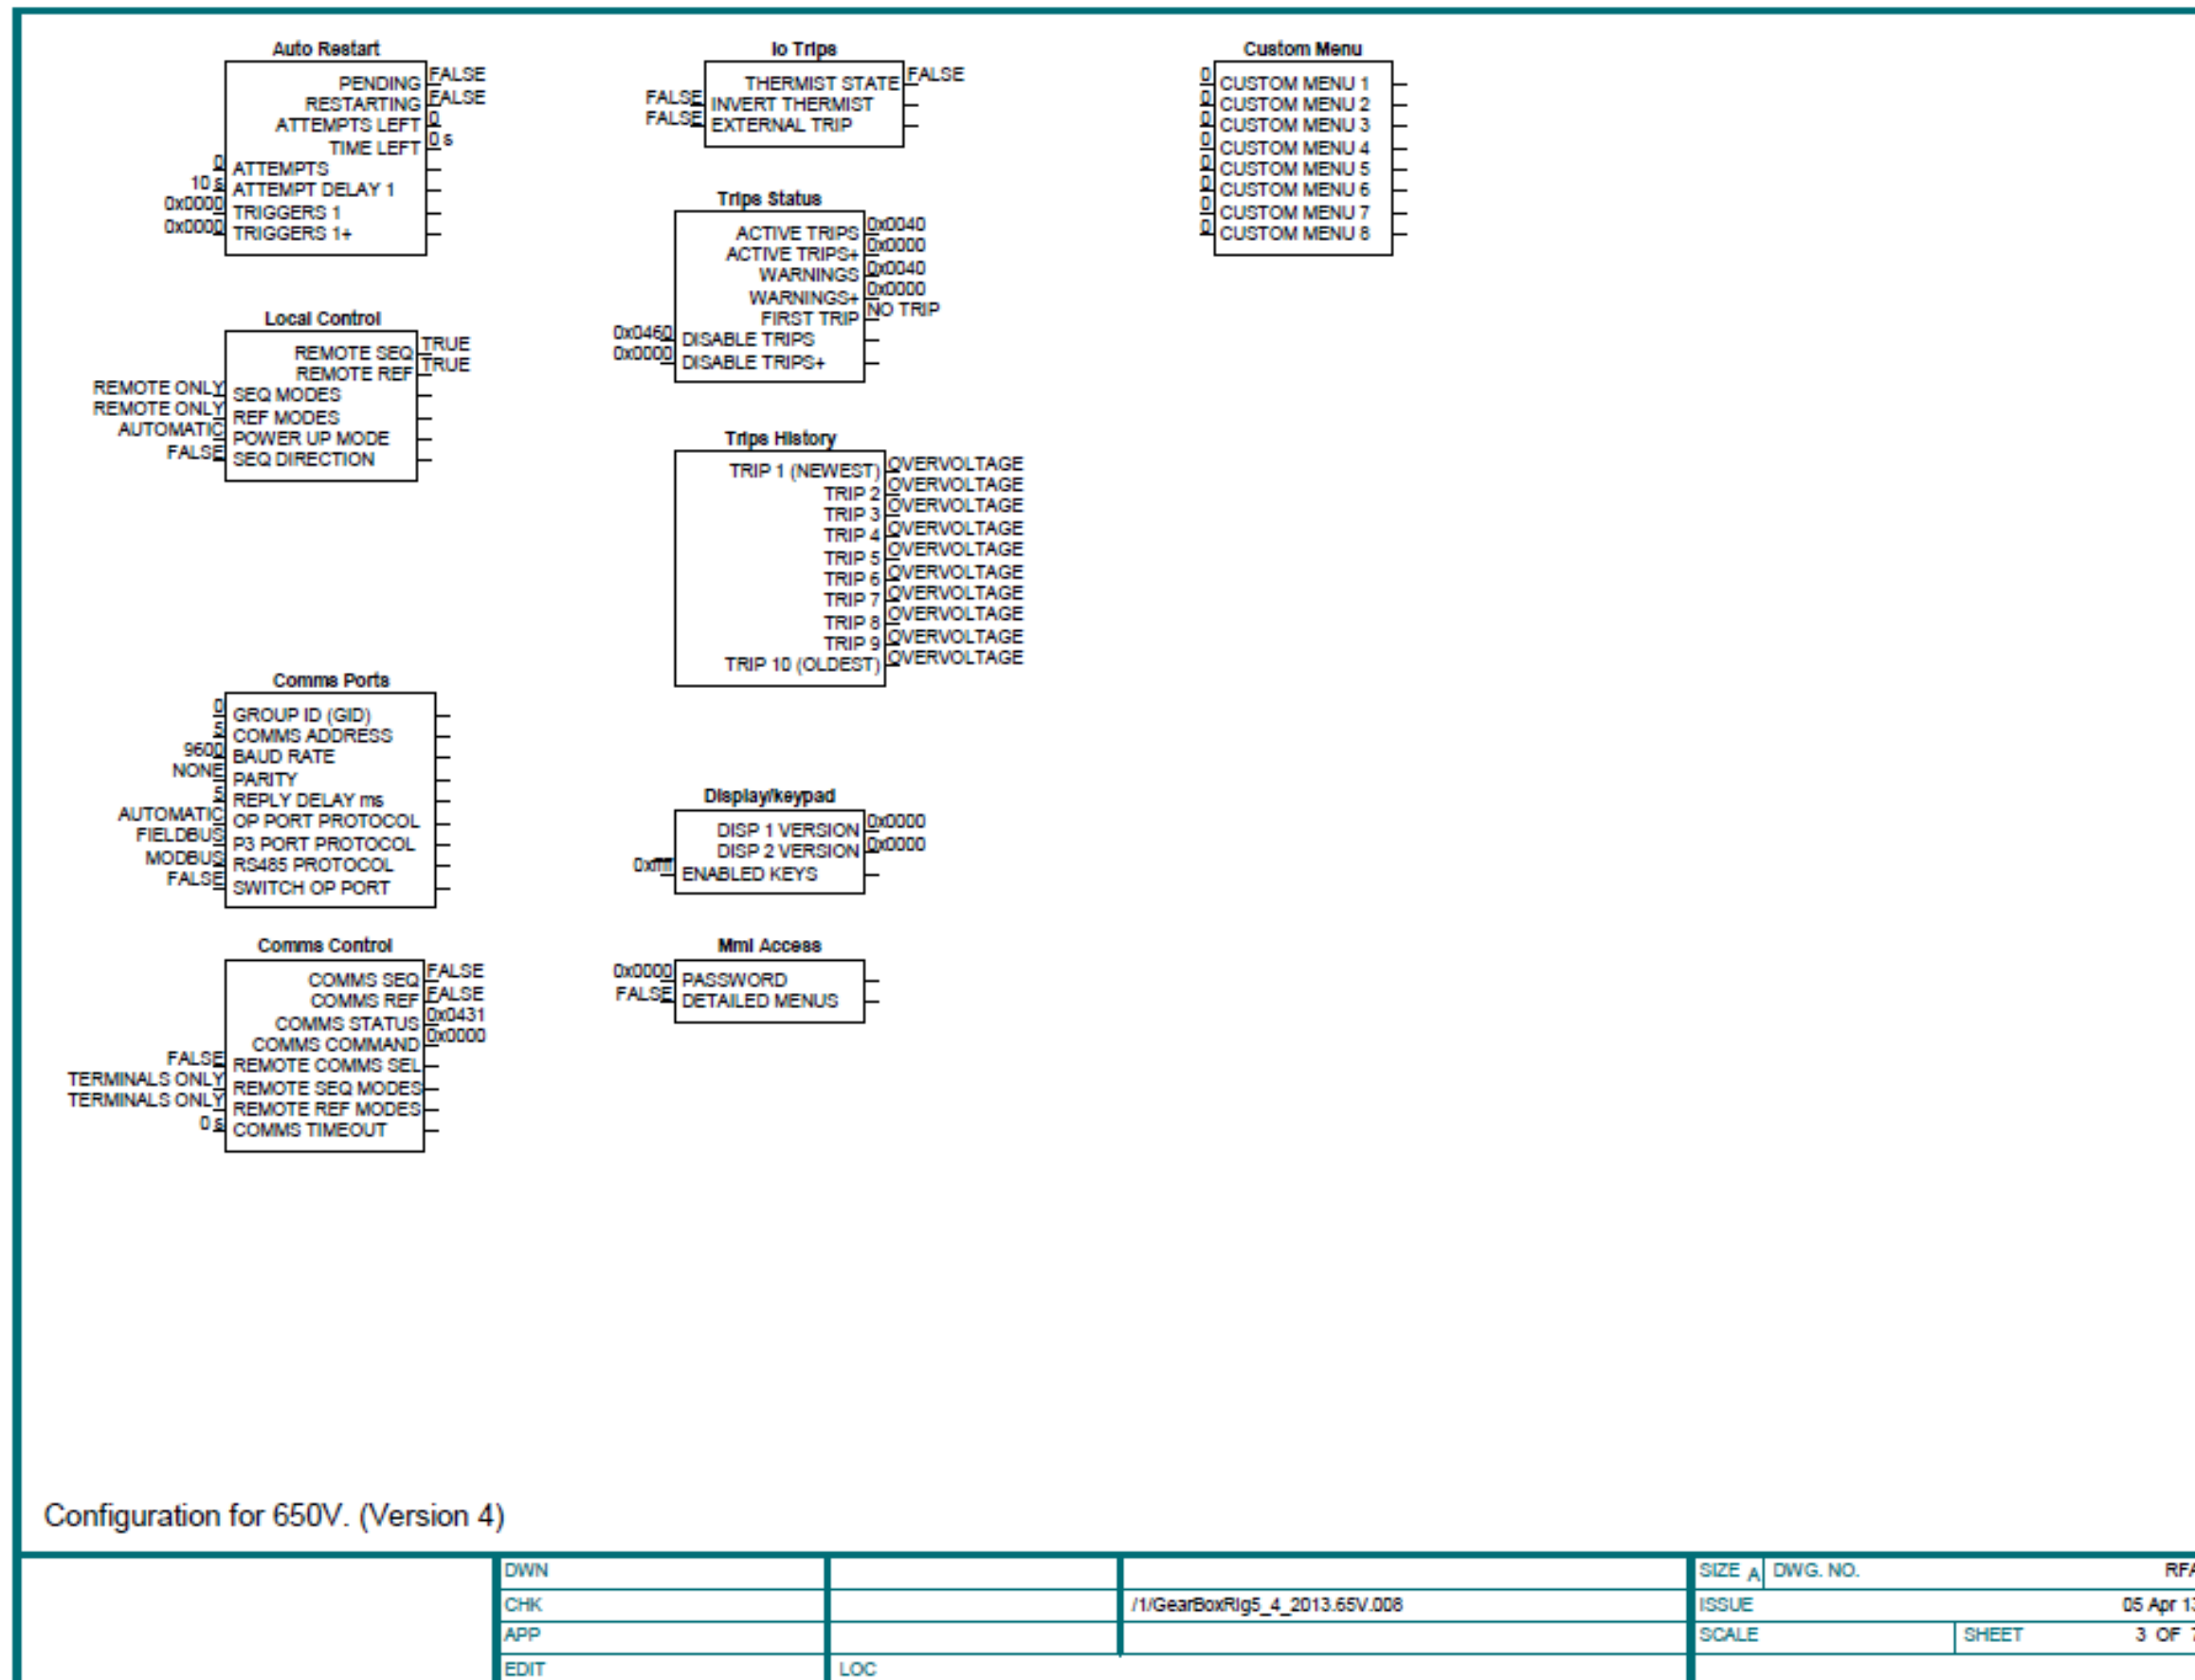 Auto Restart
PENDING FALSE
RESTARTING FALSE
ATTEMPTS LEFT 0
TIME LEFT 0 s
0 ATTEMPTS
10 s ATTEMPT DELAY 1
0x0000 TRIGGERS 1
0x0000 TRIGGERS 1+
Local Control
REMOTE SEQ TRUE
REMOTE REF TRUE
REMOTE ONLY SEQ MODES
REMOTE ONLY REF MODES
AUTOMATIC POWER UP MODE
FALSE SEQ DIRECTION
Comms Ports
0 GROUP ID (GID)
5 COMMS ADDRESS
9600 BAUD RATE
NONE PARITY
5 REPLY DELAY ms
AUTOMATIC OP PORT PROTOCOL
FIELDBUS P3 PORT PROTOCOL
MODBUS RS485 PROTOCOL
FALSE SWITCH OP PORT
Comms Control
COMMS SEQ FALSE
COMMS REF FALSE
COMMS STATUS 0x0431
COMMS COMMAND 0x0000
FALSE REMOTE COMMS SEL
TERMINALS ONLY REMOTE SEQ MODES
TERMINALS ONLY REMOTE REF MODES
0 s COMMS TIMEOUT
Io Trips
THERMIST STATE FALSE
FALSE INVERT THERMIST
FALSE EXTERNAL TRIP
Trips Status
ACTIVE TRIPS 0x0040
ACTIVE TRIPS+ 0x0000
WARNINGS 0x0040
WARNINGS+ 0x0000
FIRST TRIP NO TRIP
0x0460 DISABLE TRIPS
0x0000 DISABLE TRIPS+
Trips History
TRIP 1 (NEWEST) OVERVOLTAGE
TRIP 2 OVERVOLTAGE
TRIP 3 OVERVOLTAGE
TRIP 4 OVERVOLTAGE
TRIP 5 OVERVOLTAGE
TRIP 6 OVERVOLTAGE
TRIP 7 OVERVOLTAGE
TRIP 8 OVERVOLTAGE
TRIP 9 OVERVOLTAGE
TRIP 10 (OLDEST) OVERVOLTAGE
Display/keypad
DISP 1 VERSION 0x0000
DISP 2 VERSION 0x0000
0xffff ENABLED KEYS
Mmi Access
0x0000 PASSWORD
FALSE DETAILED MENUS
Custom Menu
0 CUSTOM MENU 1
0 CUSTOM MENU 2
0 CUSTOM MENU 3
0 CUSTOM MENU 4
0 CUSTOM MENU 5
0 CUSTOM MENU 6
0 CUSTOM MENU 7
0 CUSTOM MENU 8
Configuration for 650V. (Version 4)
DWN
CHK
APP
EDIT
LOC
/1/GearBoxRig5_4_2013.65V.008
SIZE A DWG. NO. RFA
ISSUE 05 Apr 13
SCALE SHEET 3 OF 7